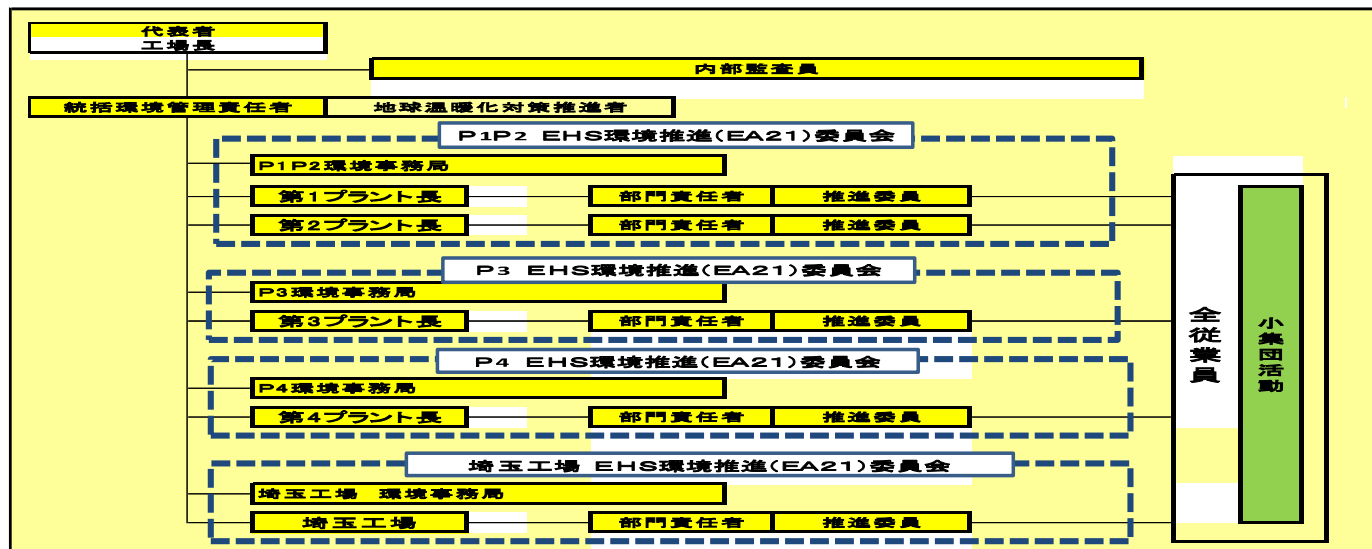 代表者
工場長
内部監査員
統括環境管理責任者 地球温暖化対策推進者
P1P2 EHS環境推進(EA21)委員会
P1P2環境事務局
第1プラント長 部門責任者 推進委員
第2プラント長 部門責任者 推進委員
P3 EHS環境推進(EA21)委員会
P3環境事務局
第3プラント長 部門責任者 推進委員
P4 EHS環境推進(EA21)委員会
P4環境事務局
第4プラント長 部門責任者 推進委員
埼玉工場 EHS環境推進(EA21)委員会
埼玉工場 環境事務局
埼玉工場 部門責任者 推進委員
全従業員
小集団活動